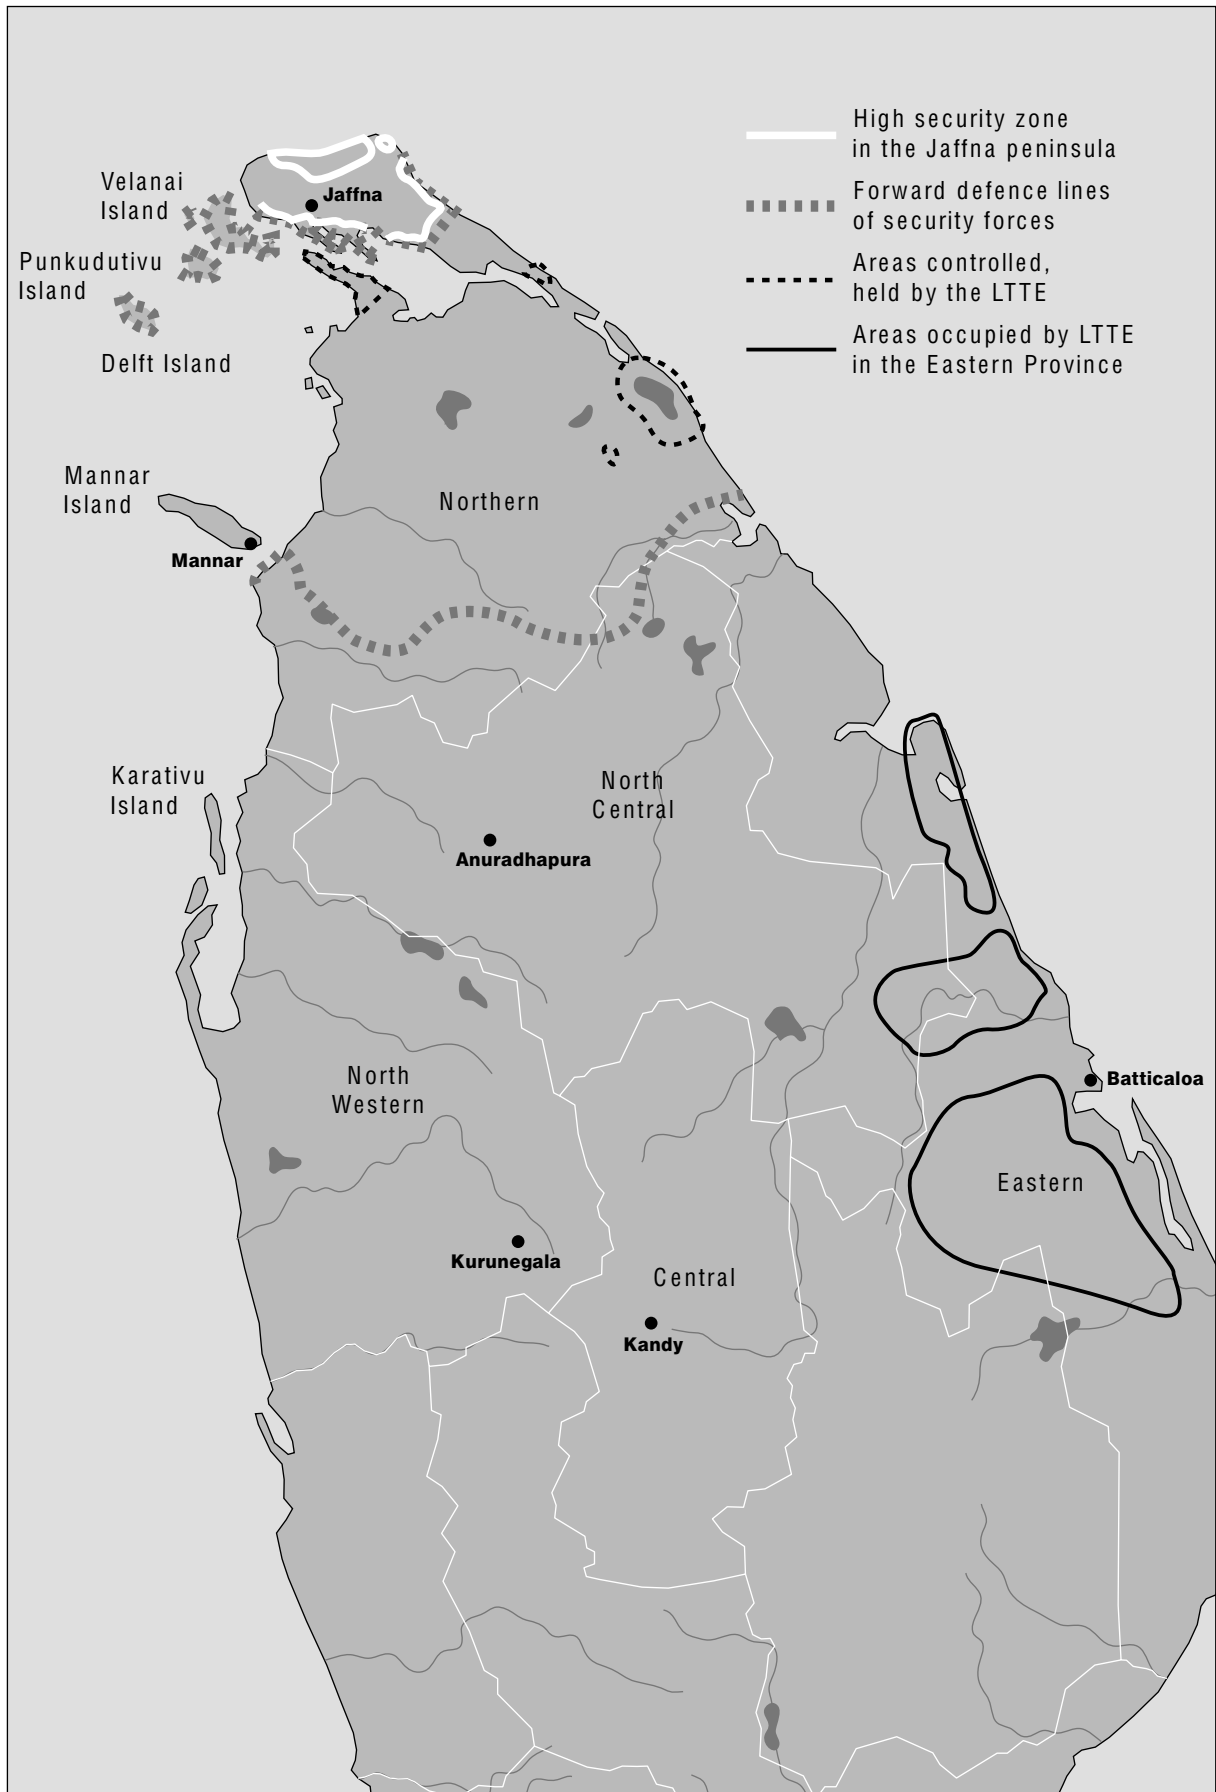 High security zone
in the Jaffna peninsula
Forward defence lines
of security forces
Areas controlled,
held by the LTTE
Areas occupied by LTTE
in the Eastern Province
Velanai
Island
Jaffna
Punkudutivu
Island
Delft Island
Mannar
Island
Northern
Mannar
Karativu
Island
North
Central
Anuradhapura
North
Western
Batticaloa
Eastern
Kurunegala
Central
Kandy